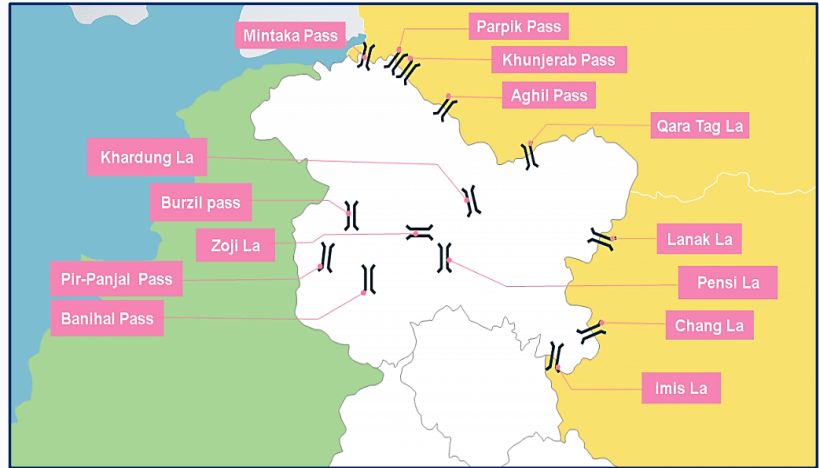 Mintaka Pass
Parpik Pass
Khunjerab Pass
Aghil Pass
Qara Tag La
Khardung La
Burzil pass
Zoji La
Lanak La
Pir-Panjal Pass
Pensi La
Banihal Pass
Chang La
Imis La